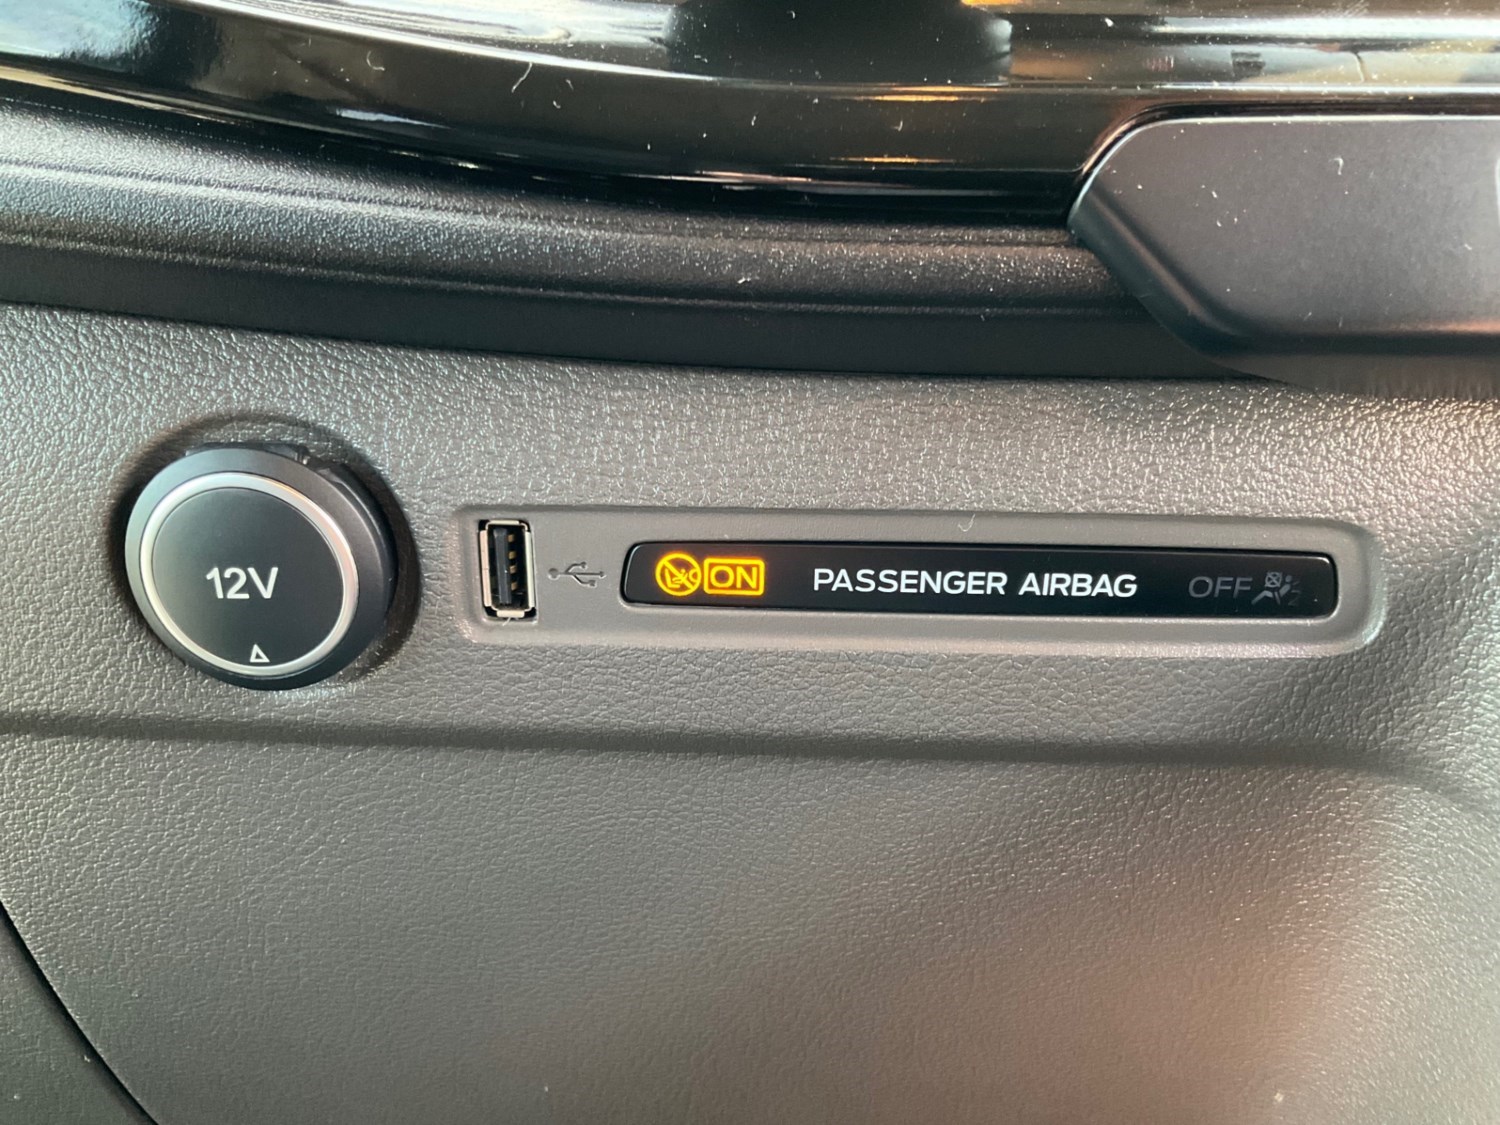 12V
ON PASSENGER AIRBAG OFF